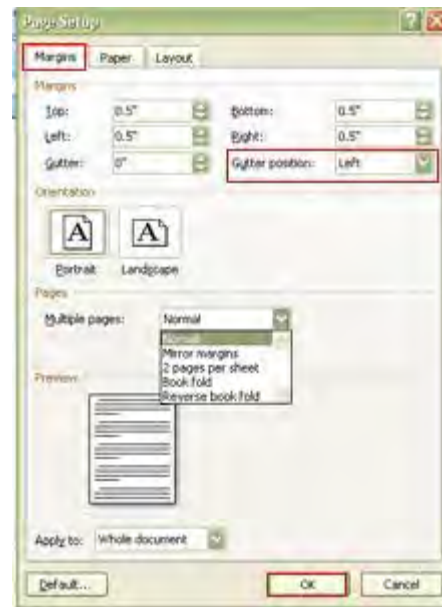 Page Setup
Margins Paper Layout
Margins
Top: 0.5" Bottom: 0.5"
Left: 0.5" Right: 0.5"
Gutter: 0" Gutter position: Left
Orientation
A A
Portrait Landscape
Pages
Multiple pages: Normal
Normal
Mirror margins
2 pages per sheet
Book fold
Reverse book fold
Preview
Apply to: Whole document
Default... OK Cancel